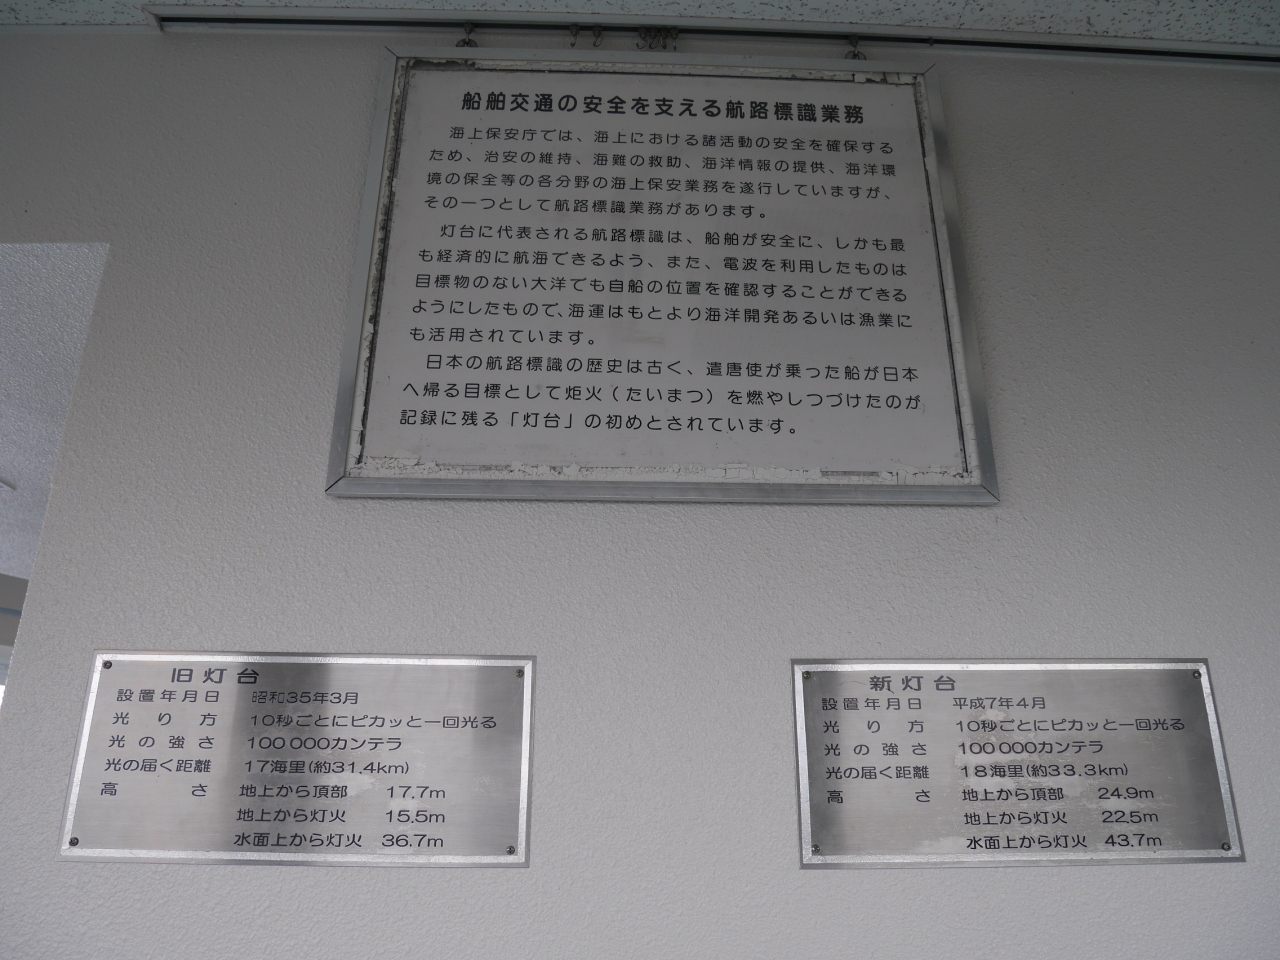 船舶交通の安全を支える航路標識業務
海上保安庁では、海上における諸活動の安全を確保する
ため、治安の維持、海難の救助、海洋情報の提供、海洋環
境の保全等の各分野の海上保安業務を遂行していますが、
その一つとして航路標識業務があります。
灯台に代表される航路標識は、船舶が安全に、しかも最
も経済的に航海できるよう、また、電波を利用したものは
目標物のない大洋でも自船の位置を確認することができる
ようにしたもので、海運はもとより海洋開発あるいは漁業に
も活用されています。
日本の航路標識の歴史は古く、遣唐使が乗った船が日本
へ帰る目標として炬火（たいまつ）を燃やしつづけたのが
記録に残る「灯台」の初めとされています。
旧灯台
設置年月日 昭和35年3月
光り方 10秒ごとにピカッと一回光る
光の強さ 100 000カンテラ
光の届く距離 17海里(約31.4km)
高さ 地上から頂部 17.7m
地上から灯火 15.5m
水面上から灯火 36.7m
新灯台
設置年月日 平成7年4月
光り方 10秒ごとにピカッと一回光る
光の強さ 100 000カンテラ
光の届く距離 18海里(約33.3km)
高さ 地上から頂部 24.9m
地上から灯火 22.5m
水面上から灯火 43.7m